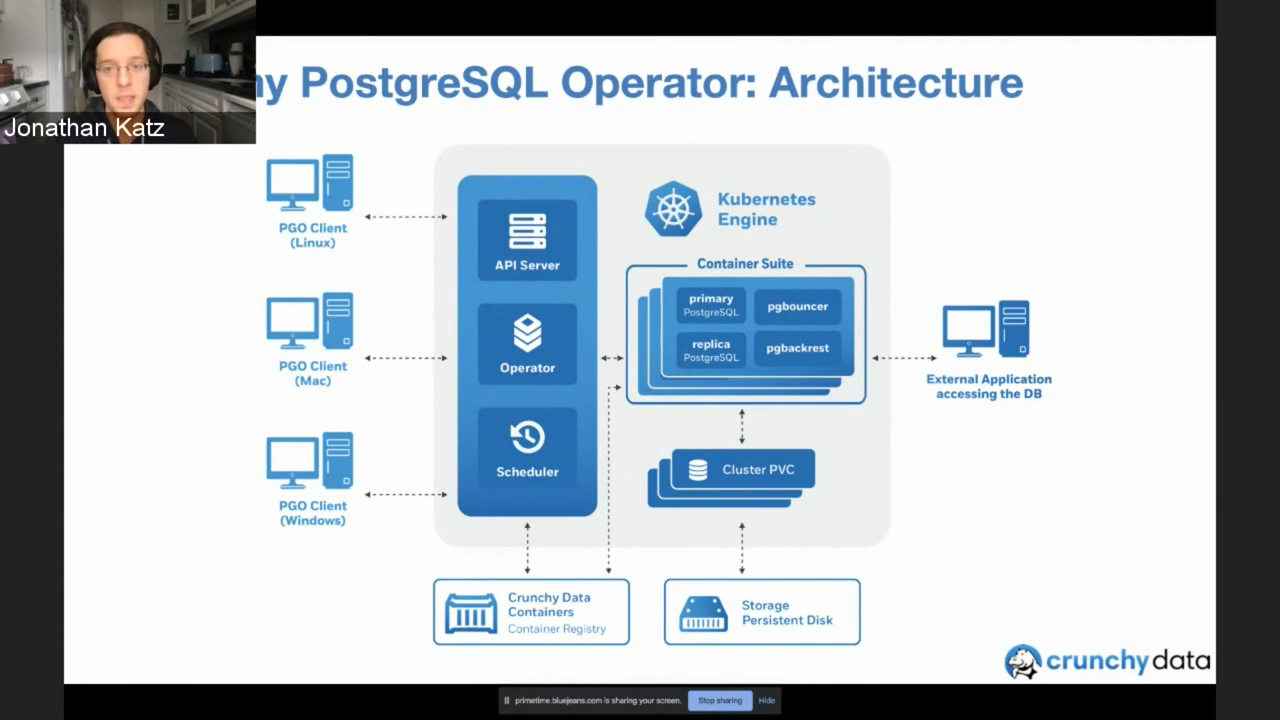 Jonathan Katz
PostgreSQL Operator: Architecture
PGO Client
(Linux)
PGO Client
(Mac)
PGO Client
(Windows)
API Server
Operator
Scheduler
Kubernetes
Engine
Container Suite
primary
PostgreSQL
pgbouncer
replica
PostgreSQL
pgbackrest
Cluster PVC
External Application
accessing the DB
Crunchy Data
Containers
Container Registry
Storage
Persistent Disk
crunchy data
primetime.bluejeans.com is sharing your screen.
Stop sharing
Hide